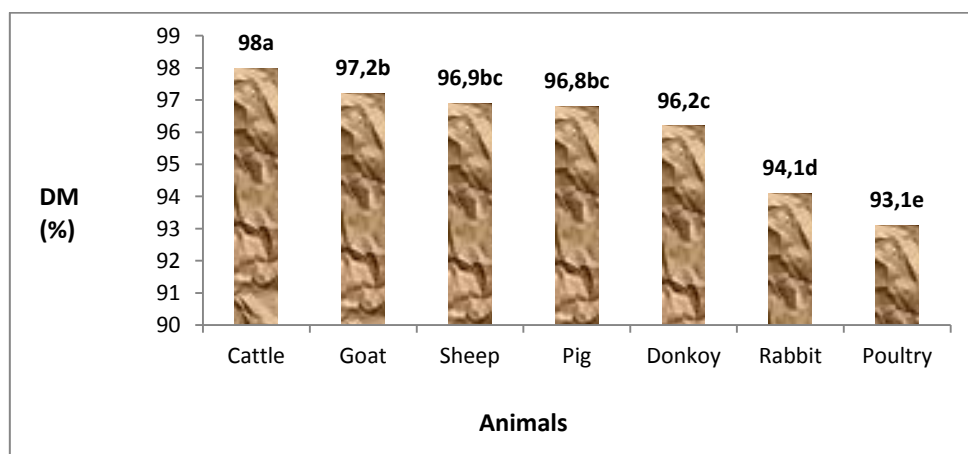 99
98
97
96
95
94
93
92
91
90
DM
(%)
98a
97,2b
96,9bc
96,8bc
96,2c
94,1d
93,1e
Cattle
Goat
Sheep
Pig
Donkoy
Rabbit
Poultry
Animals